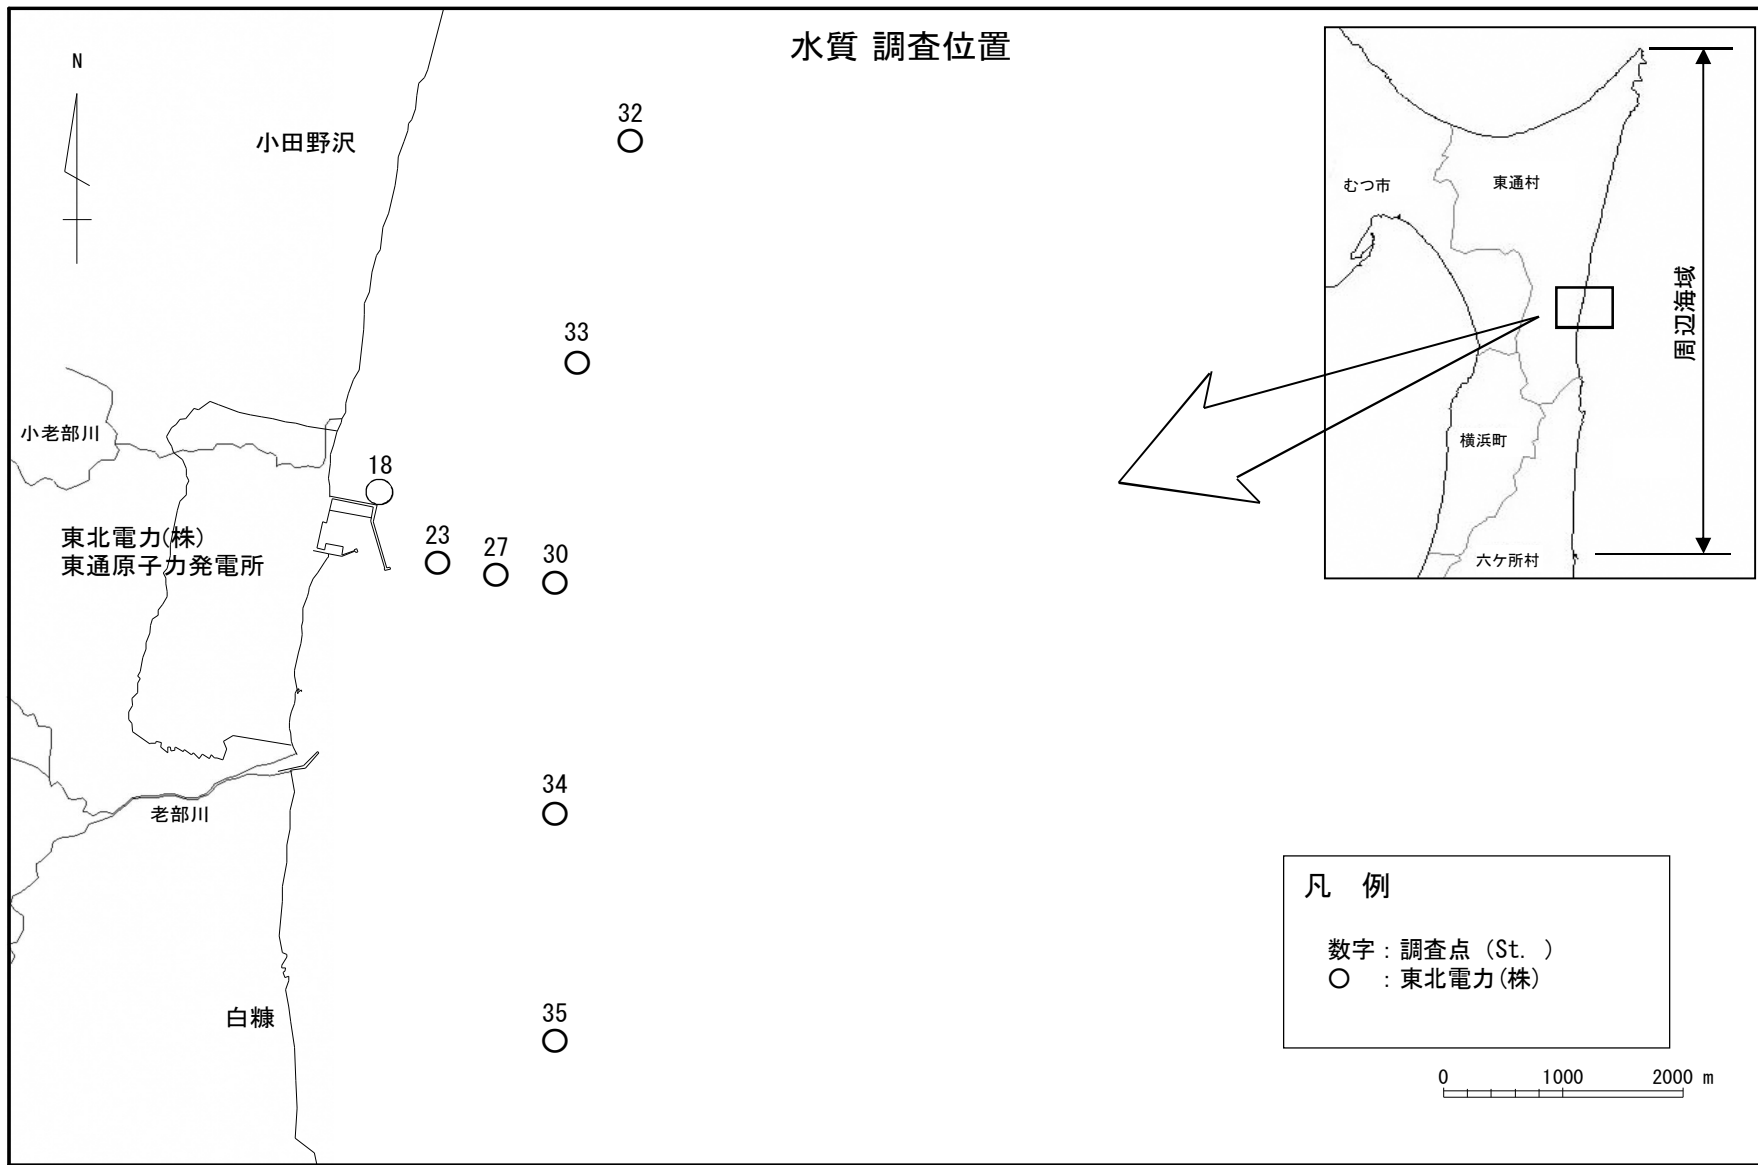 水質 調査位置
N
小田野沢
32
33
小老部川
18
東北電力(株)
東通原子力発電所
23
27
30
34
老部川
35
白糠
むつ市
東通村
周辺海域
横浜町
六ケ所村
凡 例
数字 : 調査点 (St. )
○ : 東北電力(株)
0 1000 2000 m